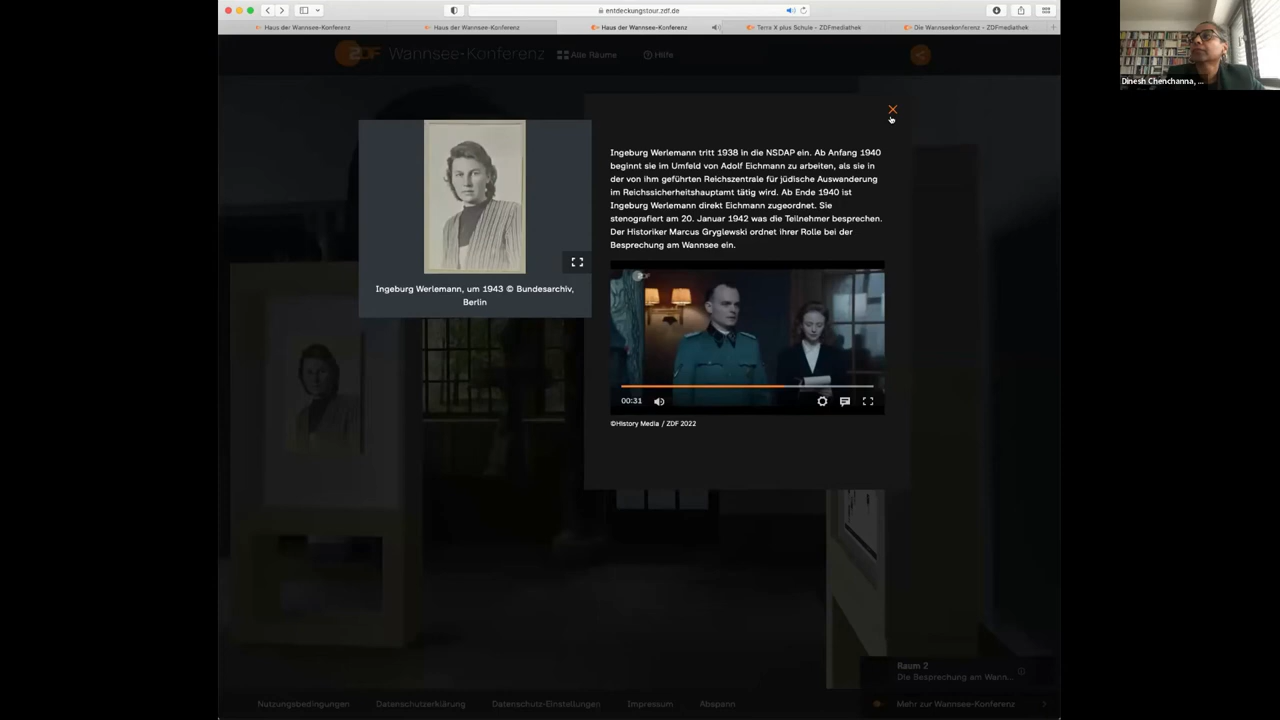 entdeckungstour.zdf.de
Haus der Wannsee-Konferenz
Haus der Wannsee-Konferenz
Haus der Wannsee-Konferenz
Terra X plus Schule - ZDFmediathek
Die Wannseekonferenz - ZDFmediathek
Dinesh Chenchanna, ...
ZDF Wannsee-Konferenz
Alle Räume
Hilfe
Ingeburg Werlemann tritt 1938 in die NSDAP ein. Ab Anfang 1940
beginnt sie im Umfeld von Adolf Eichmann zu arbeiten, als sie in
der von ihm geführten Reichszentrale für jüdische Auswanderung
im Reichssicherheitshauptamt tätig wird. Ab Ende 1940 ist
Ingeburg Werlemann direkt Eichmann zugeordnet. Sie
stenografiert am 20. Januar 1942 was die Teilnehmer besprechen.
Der Historiker Marcus Gryglewski ordnet ihrer Rolle bei der
Besprechung am Wannsee ein.
Ingeburg Werlemann, um 1943 © Bundesarchiv,
Berlin
ZDF
00:31
©History Media / ZDF 2022
Raum 2
Die Besprechung am Wann...
Nutzungsbedingungen
Datenschutzerklärung
Datenschutz-Einstellungen
Impressum
Abspann
Mehr zur Wannsee-Konferenz